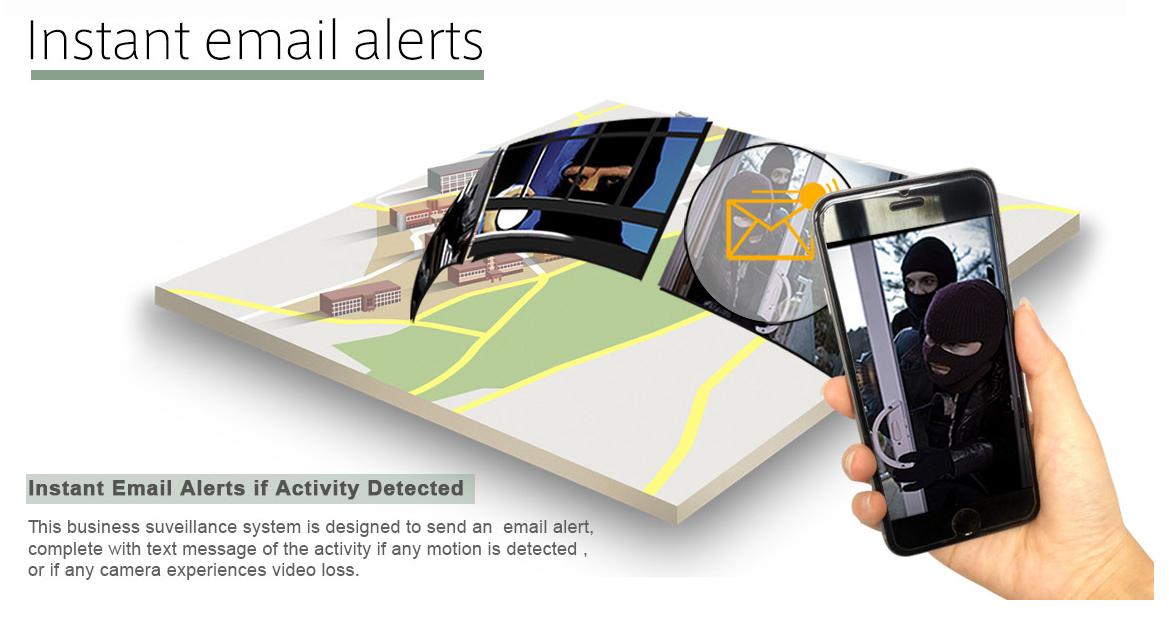 Instant email alerts
Instant Email Alerts if Activity Detected
This business suveillance system is designed to send an  email alert,
complete with text message of the activity if any motion is detected ,
or if any camera experiences video loss.